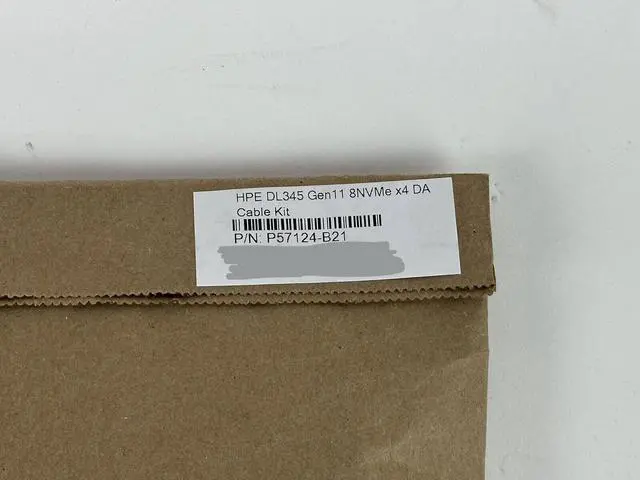 HPE DL345 Gen11 8NVMe x4 DA
Cable Kit
P/N: P57124-B21